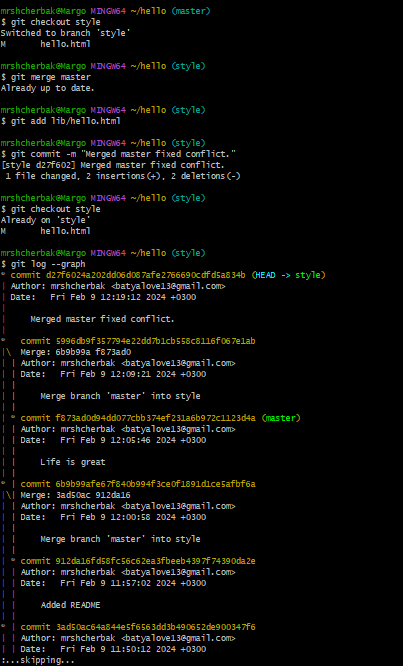 mrshcherbak@Margo MINGW64 ~/hello (master)
$ git checkout style
Switched to branch 'style'
M       hello.html

mrshcherbak@Margo MINGW64 ~/hello (style)
$ git merge master
Already up to date.

mrshcherbak@Margo MINGW64 ~/hello (style)
$ git add lib/hello.html

mrshcherbak@Margo MINGW64 ~/hello (style)
$ git commit -m "Merged master fixed conflict."
[style d27f602] Merged master fixed conflict.
 1 file changed, 2 insertions(+), 2 deletions(-)

mrshcherbak@Margo MINGW64 ~/hello (style)
$ git checkout style
Already on 'style'
M       hello.html

mrshcherbak@Margo MINGW64 ~/hello (style)
$ git log --graph
* commit d27f6024a202dd06d087afe2766690cdfd5a834b (HEAD -> style)
| Author: mrshcherbak <batyalove13@gmail.com>
| Date:   Fri Feb 9 12:19:12 2024 +0300
|
|     Merged master fixed conflict.
|
*   commit 5996db9f357794e22dd7b1cb558c8116f067e1ab
|\  Merge: 6b9b99a f873ad0
| | Author: mrshcherbak <batyalove13@gmail.com>
| | Date:   Fri Feb 9 12:09:21 2024 +0300
| |
| |     Merge branch 'master' into style
| |
| * commit f873ad0d94dd077cbb374ef231a6b972c1123d4a (master)
| | Author: mrshcherbak <batyalove13@gmail.com>
| | Date:   Fri Feb 9 12:05:46 2024 +0300
| |
| |     Life is great
| |
* | commit 6b9b99afe67f840b994f3ce0f1891d1ce5afbf6a
|\| Merge: 3ad50ac 912da16
| | Author: mrshcherbak <batyalove13@gmail.com>
| | Date:   Fri Feb 9 12:00:58 2024 +0300
| |
| |     Merge branch 'master' into style
| |
| * commit 912da16fd58fc56c62ea3fbeeb4397f74390da2e
| | Author: mrshcherbak <batyalove13@gmail.com>
| | Date:   Fri Feb 9 11:57:02 2024 +0300
| |
| |     Added README
| |
* | commit 3ad50ac64a844e5f6563dd3b490652de900347f6
| | Author: mrshcherbak <batyalove13@gmail.com>
| | Date:   Fri Feb 9 11:50:12 2024 +0300
:...skipping...